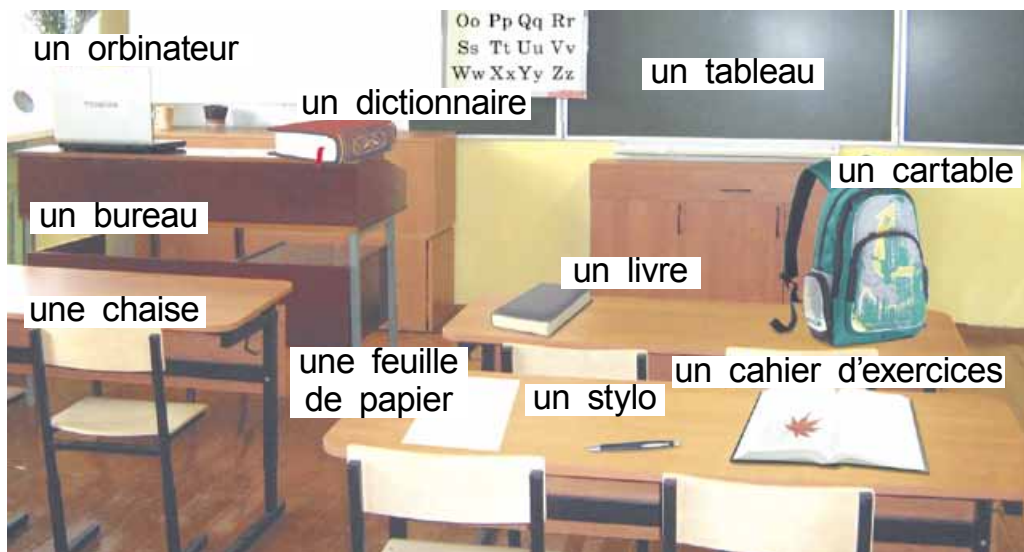 un orbinateur
Oo Pp Qq Rr
Ss Tt Uu Vv
Ww Xx Yy Zz
un tableau
un dictionnaire
TOSHIBA
un cartable
un bureau
un livre
une chaise
une feuille
de papier
un stylo
un cahier d'exercices